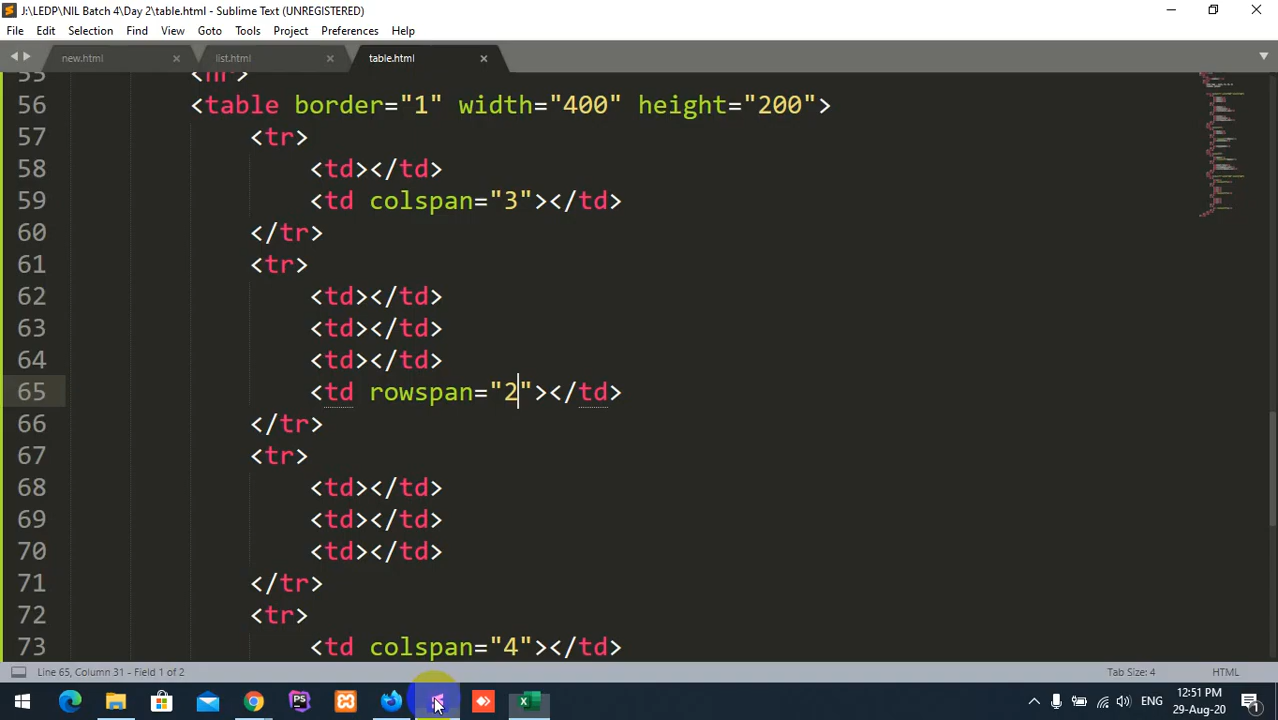 J:\LEDP\NIL Batch 4\Day 2\table.html - Sublime Text (UNREGISTERED)
File Edit Selection Find View Goto Tools Project Preferences Help
new.html list.html table.html
55 <hr>
56 <table border="1" width="400" height="200">
57 <tr>
58 <td></td>
59 <td colspan="3"></td>
60 </tr>
61 <tr>
62 <td></td>
63 <td></td>
64 <td></td>
65 <td rowspan="2"></td>
66 </tr>
67 <tr>
68 <td></td>
69 <td></td>
70 <td></td>
71 </tr>
72 <tr>
73 <td colspan="4"></td>
Line 65, Column 31 - Field 1 of 2 Tab Size: 4 HTML
PS ENG 12:51 PM
29-Aug-20 1